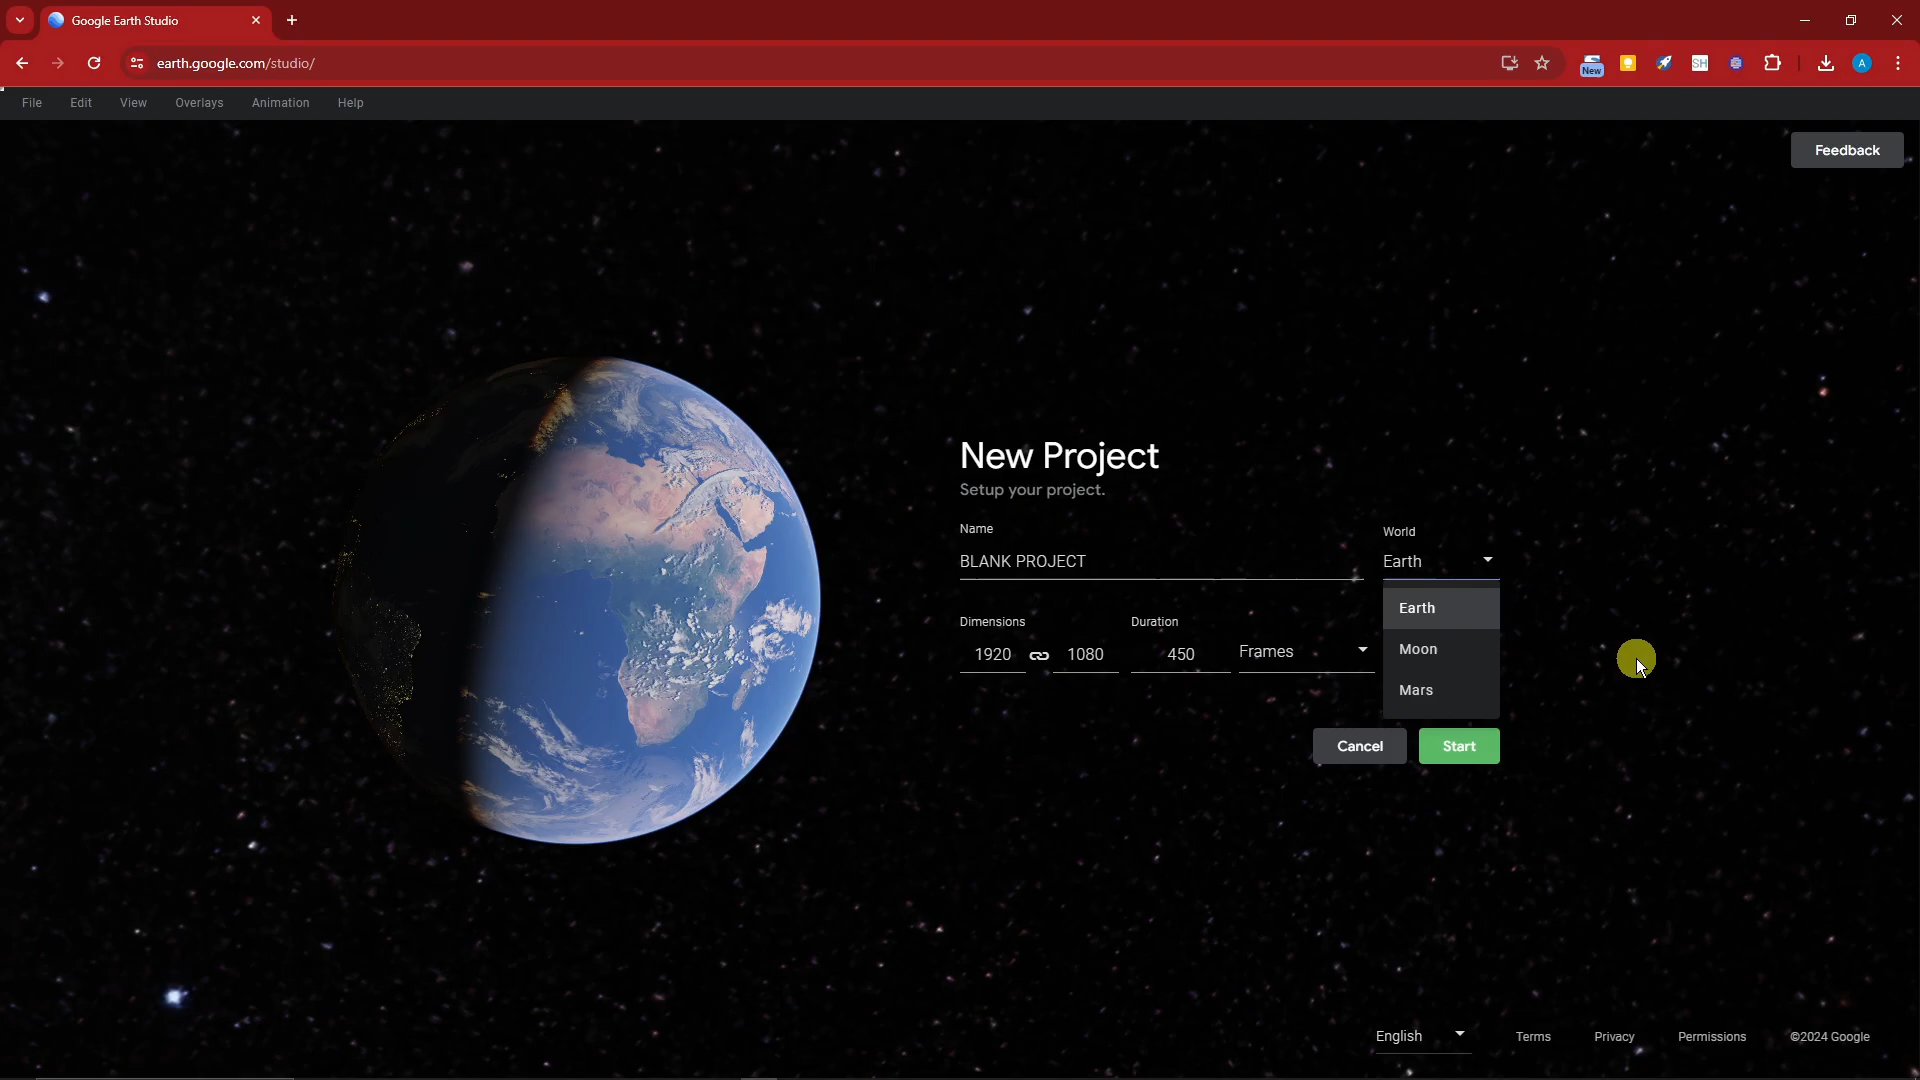 Google Earth Studio
earth.google.com/studio/
New
SH
A
File Edit View Overlays Animation Help
Feedback
New Project
Setup your project.
Name
World
BLANK PROJECT
Earth
Earth
Dimensions
Duration
1920
1080
450
Frames
Moon
Mars
Cancel
Start
English
Terms
Privacy
Permissions
©2024 Google